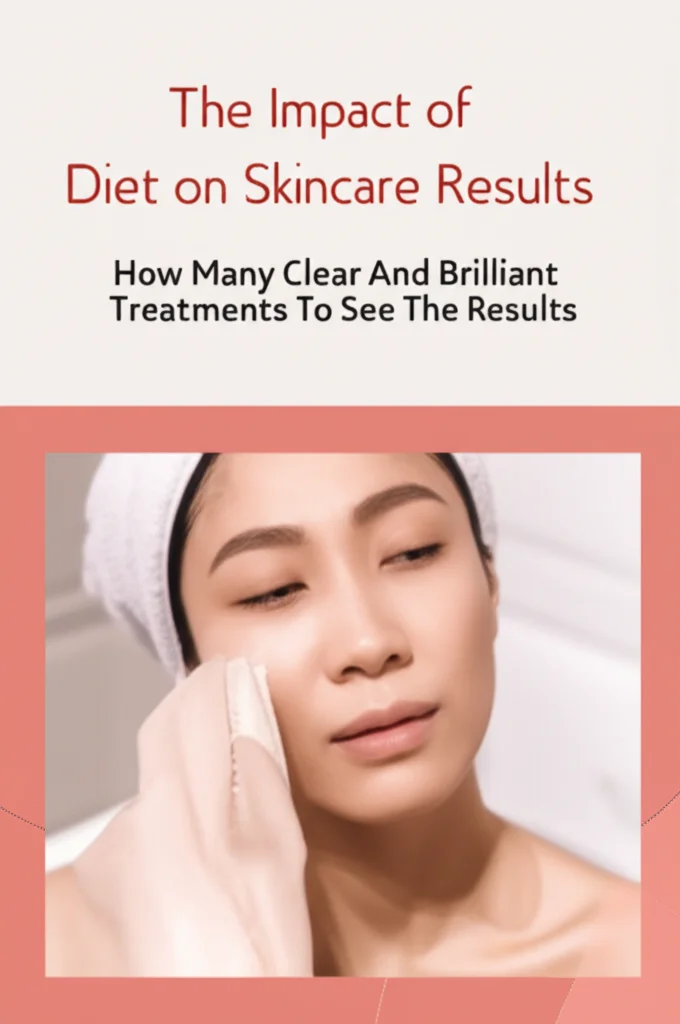 The Impact of
Diet on Skincare Results
How Many Clear And Brilliant
Treatments To See The Results